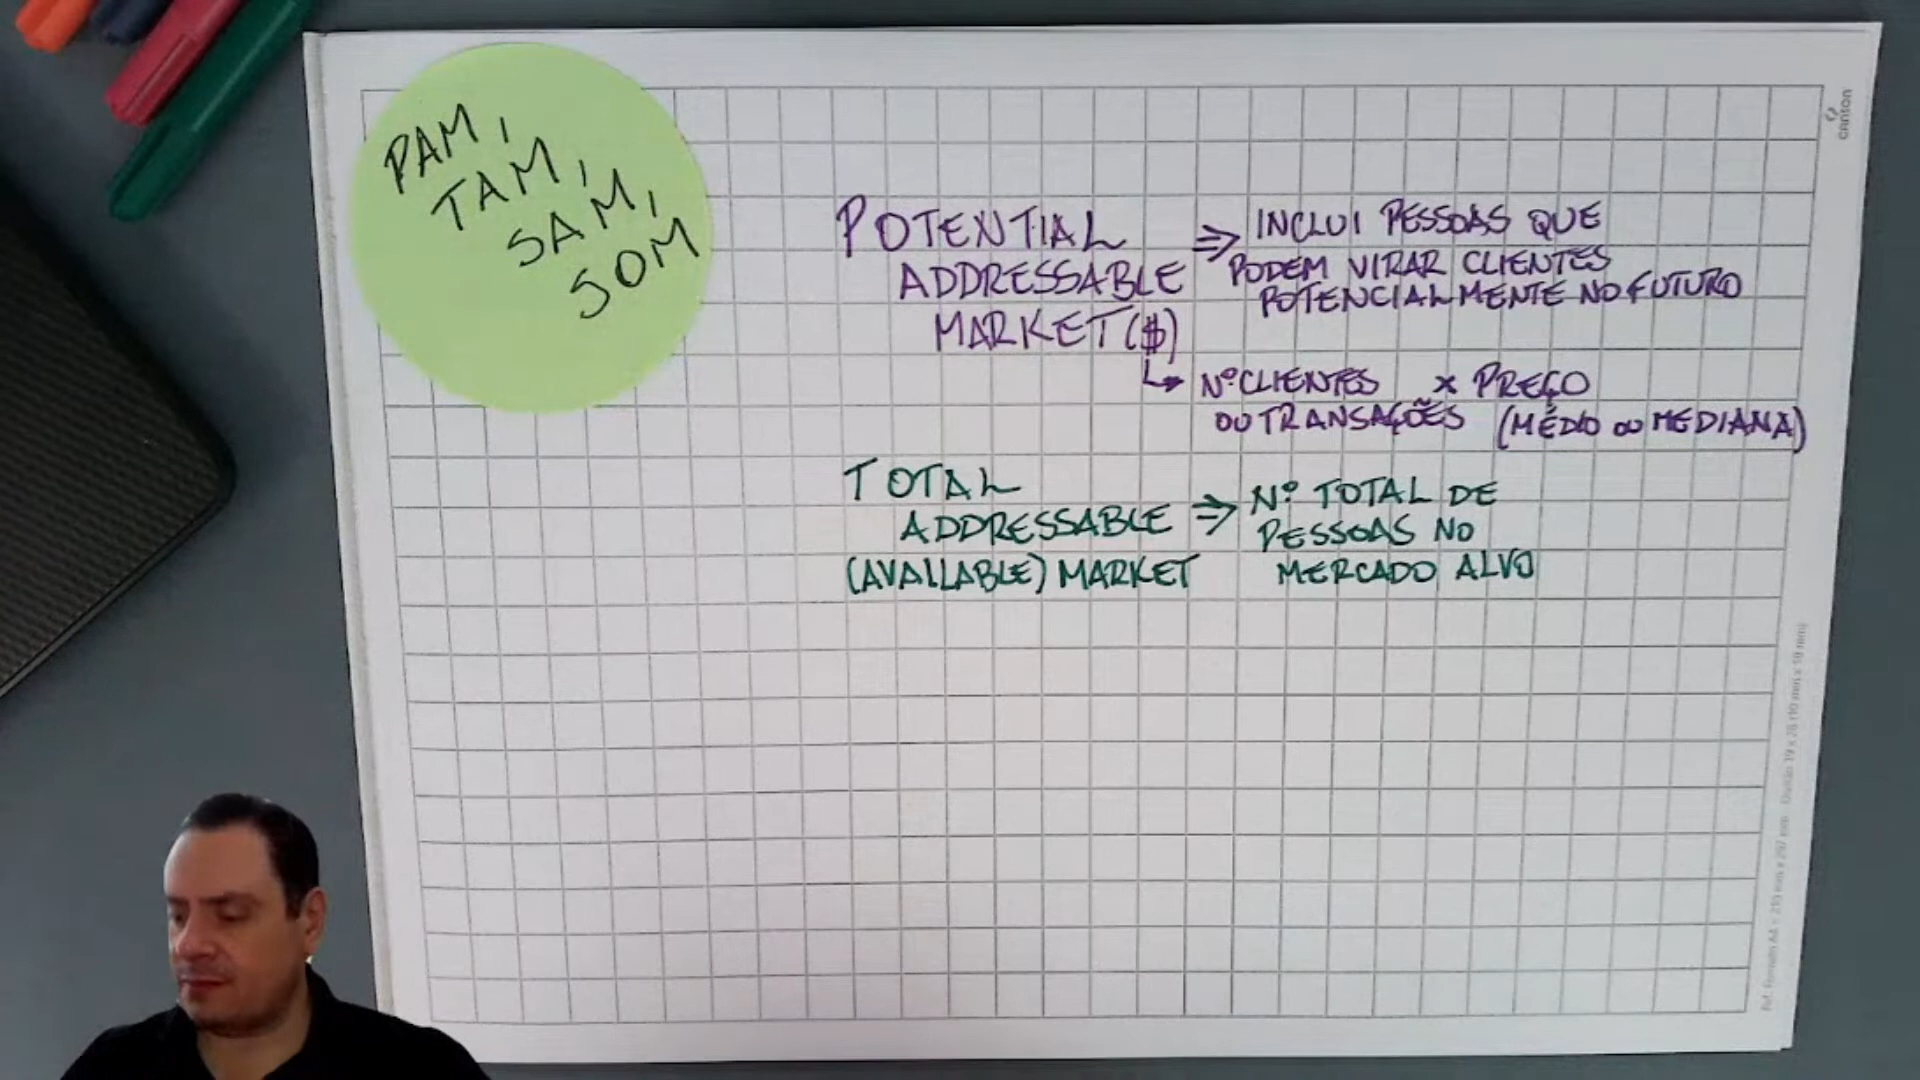 PAM,
TAM,
SAM,
SOM
POTENTIAL
ADDRESSABLE
MARKET ($)
⇒ INCLUI PESSOAS QUE
PODEM VIRAR CLIENTES
POTENCIALMENTE NO FUTURO
↳ Nº CLIENTES x PREÇO
OU TRANSAÇÕES (MÉDIO OU MEDIANA)
TOTAL
ADDRESSABLE
(AVAILABLE) MARKET
⇒ Nº TOTAL DE
PESSOAS NO
MERCADO ALVO
canson